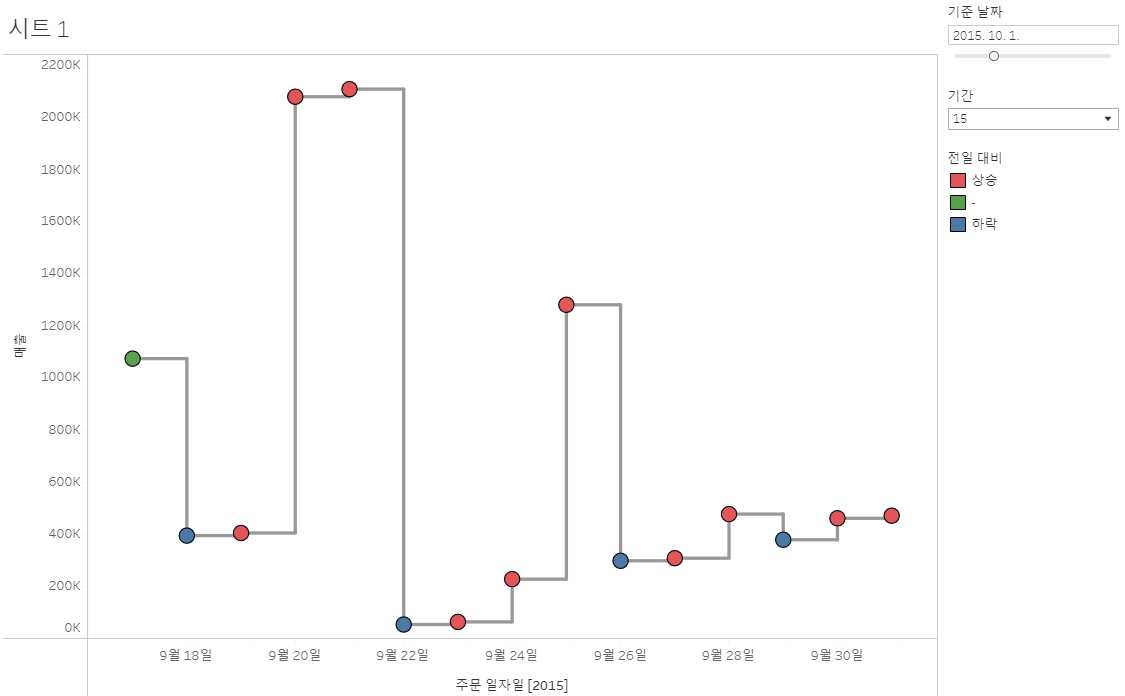 시트 1
2200K
2000K
1800K
1600K
1400K
1200K
1000K
800K
600K
400K
200K
0K
매출
9월 18일
9월 20일
9월 22일
9월 24일
9월 26일
9월 28일
9월 30일
주문 일자일 [2015]
기준 날짜
2015. 10. 1.
기간
15
전일 대비
상승
-
하락